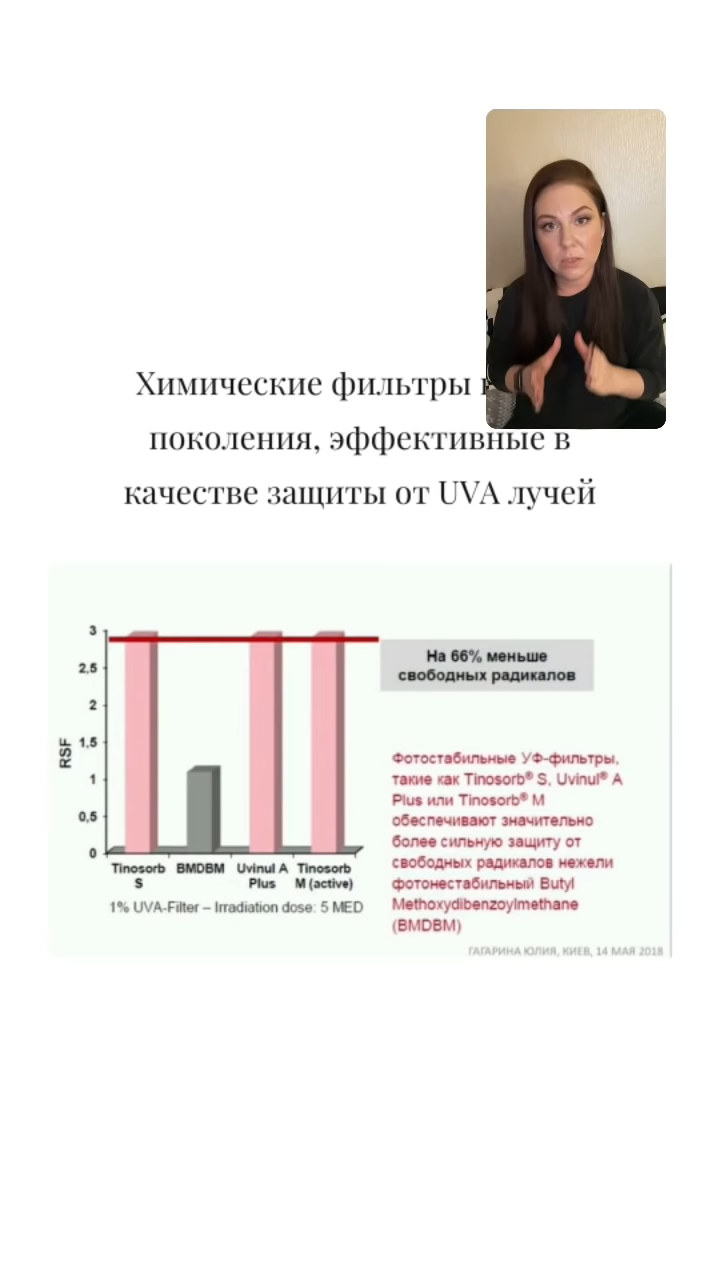 Химические фильтры
поколения, эффективные в
качестве защиты от UVA лучей
3
2,5
2
1,5
1
0,5
0
RSF
Tinosorb S
BMDBM
Uvinul A Plus
Tinosorb M (active)
1% UVA-Filter – Irradiation dose: 5 MED
На 66% меньше
свободных радикалов
Фотостабильные УФ-фильтры,
такие как Tinosorb® S, Uvinul® A
Plus или Tinosorb® M
обеспечивают значительно
более сильную защиту от
свободных радикалов нежели
фотонестабильный Butyl
Methoxydibenzoylmethane
(BMDBM)
ГАГАРИНА ЮЛИЯ, КИЕВ, 14 МАЯ 2018